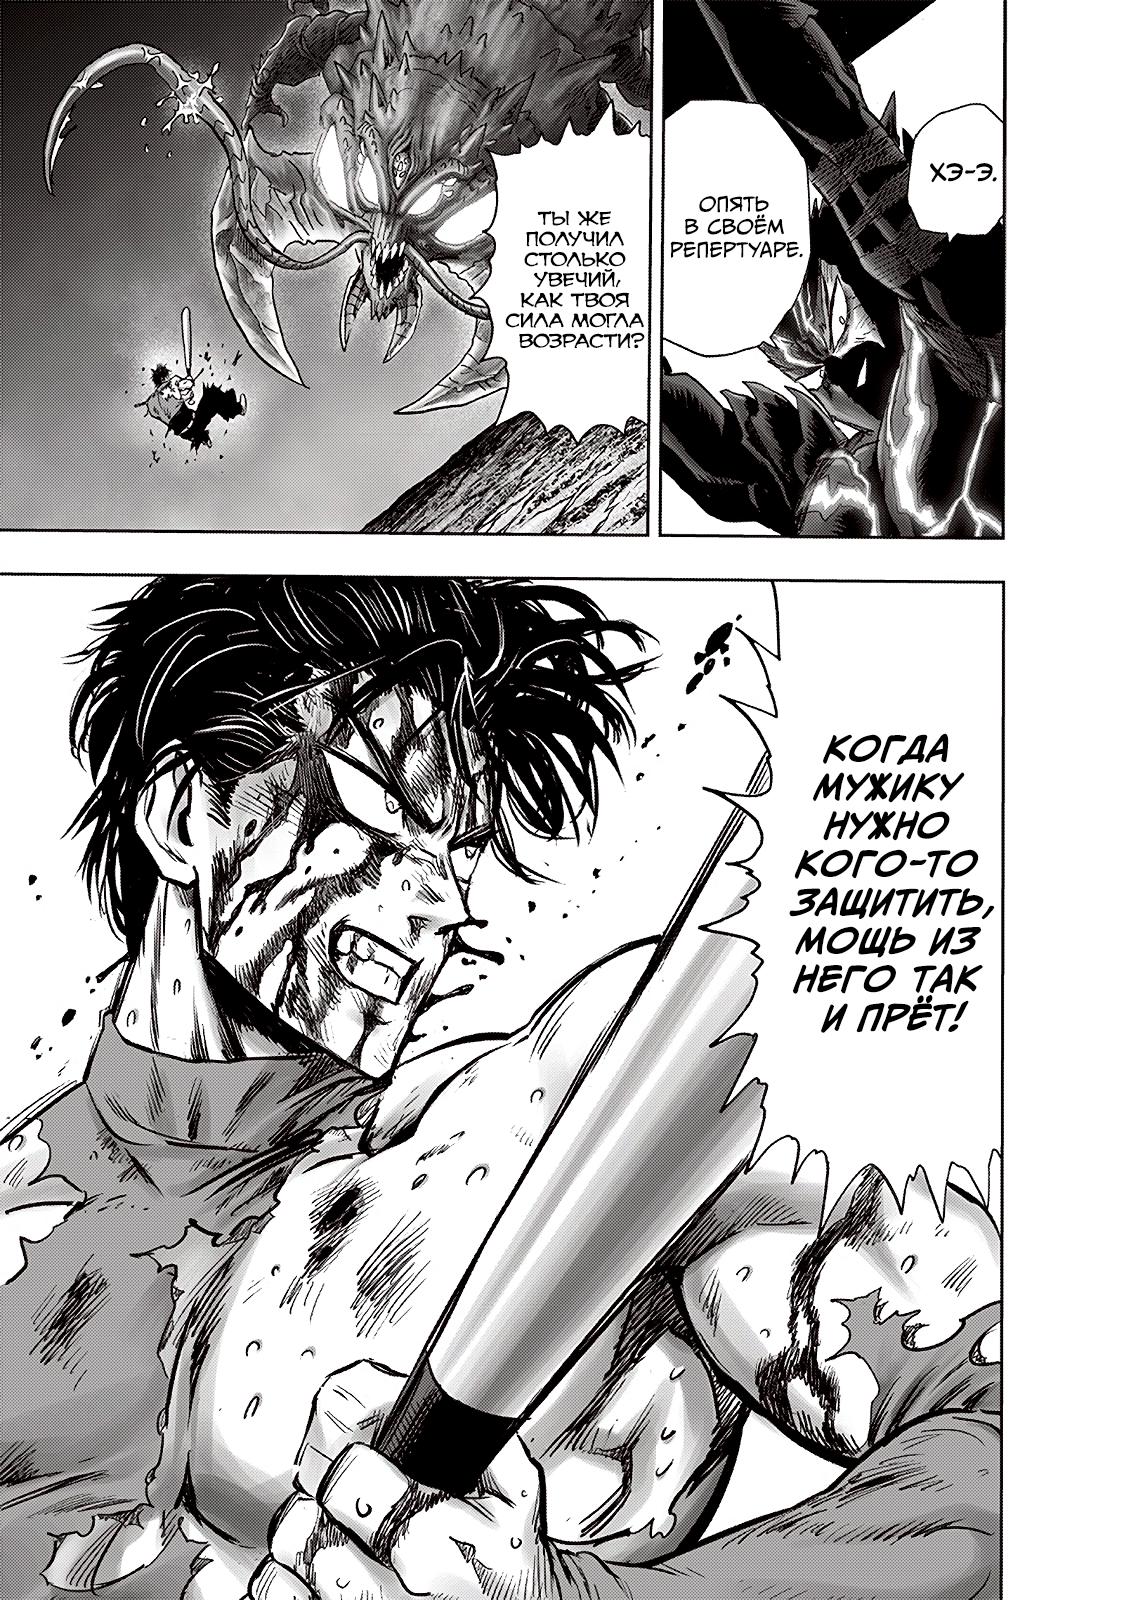 ХЭ-Э.
ОПЯТЬ
В СВОЁМ
РЕПЕРТУАРЕ.
ТЫ ЖЕ
ПОЛУЧИЛ
СТОЛЬКО
УВЕЧИЙ,
КАК ТВОЯ
СИЛА МОГЛА
ВОЗРАСТИ?
КОГДА
МУЖИКУ
НУЖНО
КОГО-ТО
ЗАЩИТИТЬ,
МОЩЬ ИЗ
НЕГО ТАК
И ПРЁТ!